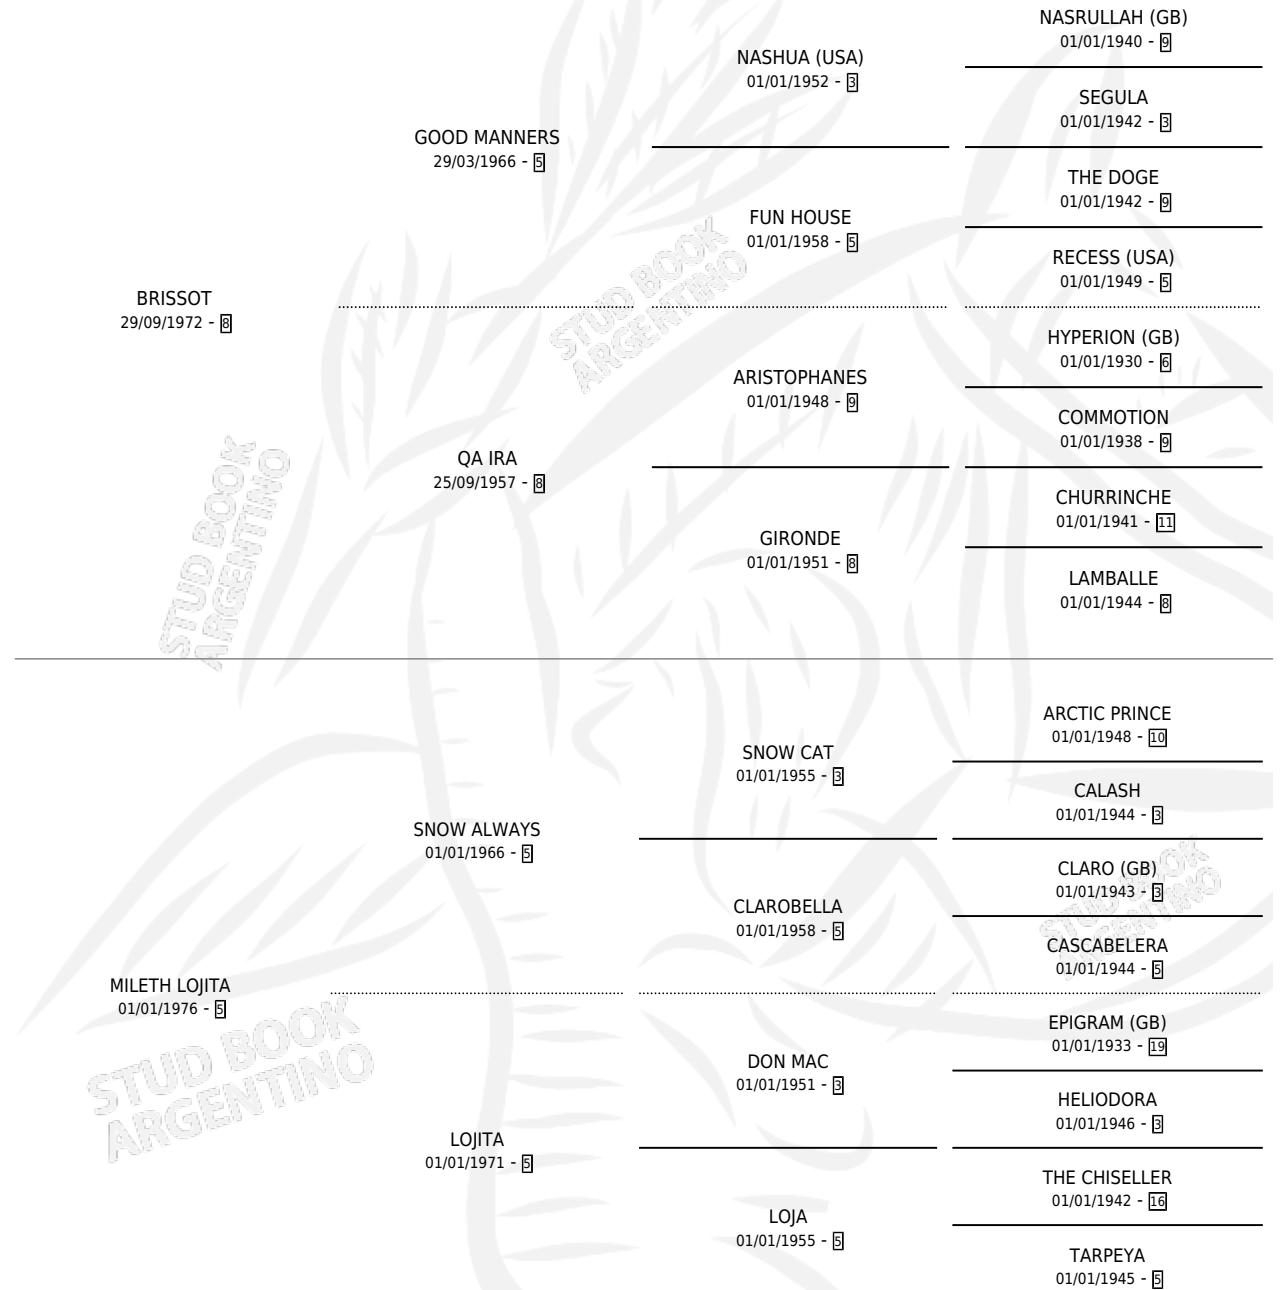 NASRULLAH (GB)
01/01/1940 - 9
NASHUA (USA)
01/01/1952 - 3
SEGULA
01/01/1942 - 3
GOOD MANNERS
29/03/1966 - 5
THE DOGE
01/01/1942 - 9
FUN HOUSE
01/01/1958 - 5
RECESS (USA)
01/01/1949 - 5
BRISSOT
29/09/1972 - 8
HYPERION (GB)
01/01/1930 - 6
ARISTOPHANES
01/01/1948 - 9
COMMOTION
01/01/1938 - 9
QA IRA
25/09/1957 - 8
CHURRINCHE
01/01/1941 - 11
GIRONDE
01/01/1951 - 8
LAMBALLE
01/01/1944 - 8
ARCTIC PRINCE
01/01/1948 - 10
SNOW CAT
01/01/1955 - 3
CALASH
01/01/1944 - 3
SNOW ALWAYS
01/01/1966 - 5
CLARO (GB)
01/01/1943 - 3
CLAROBELLA
01/01/1958 - 5
CASCABELERA
01/01/1944 - 5
MILETH LOJITA
01/01/1976 - 5
EPIGRAM (GB)
01/01/1933 - 19
DON MAC
01/01/1951 - 3
HELIODORA
01/01/1946 - 3
LOJITA
01/01/1971 - 5
THE CHISELLER
01/01/1942 - 16
LOJA
01/01/1955 - 5
TARPEYA
01/01/1945 - 5
STUD BOOK
ARGENTINO
STUD BOOK
ARGENTINO
STUD BOOK
ARGENTINO
STUD BOOK
ARGENTINO